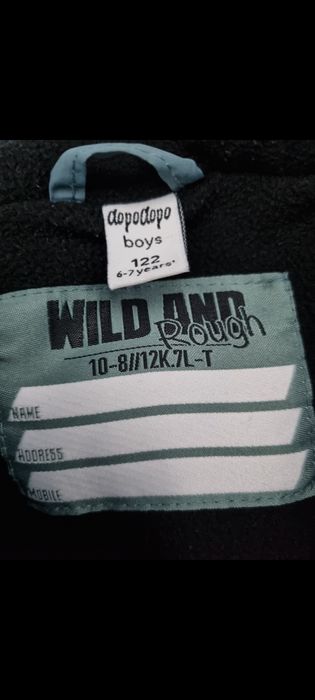 dopodopo
boys
122
6-7 years'
WILD AND
Rough
10-8//12K.7L-T
NAME
ADDRESS
MOBILE